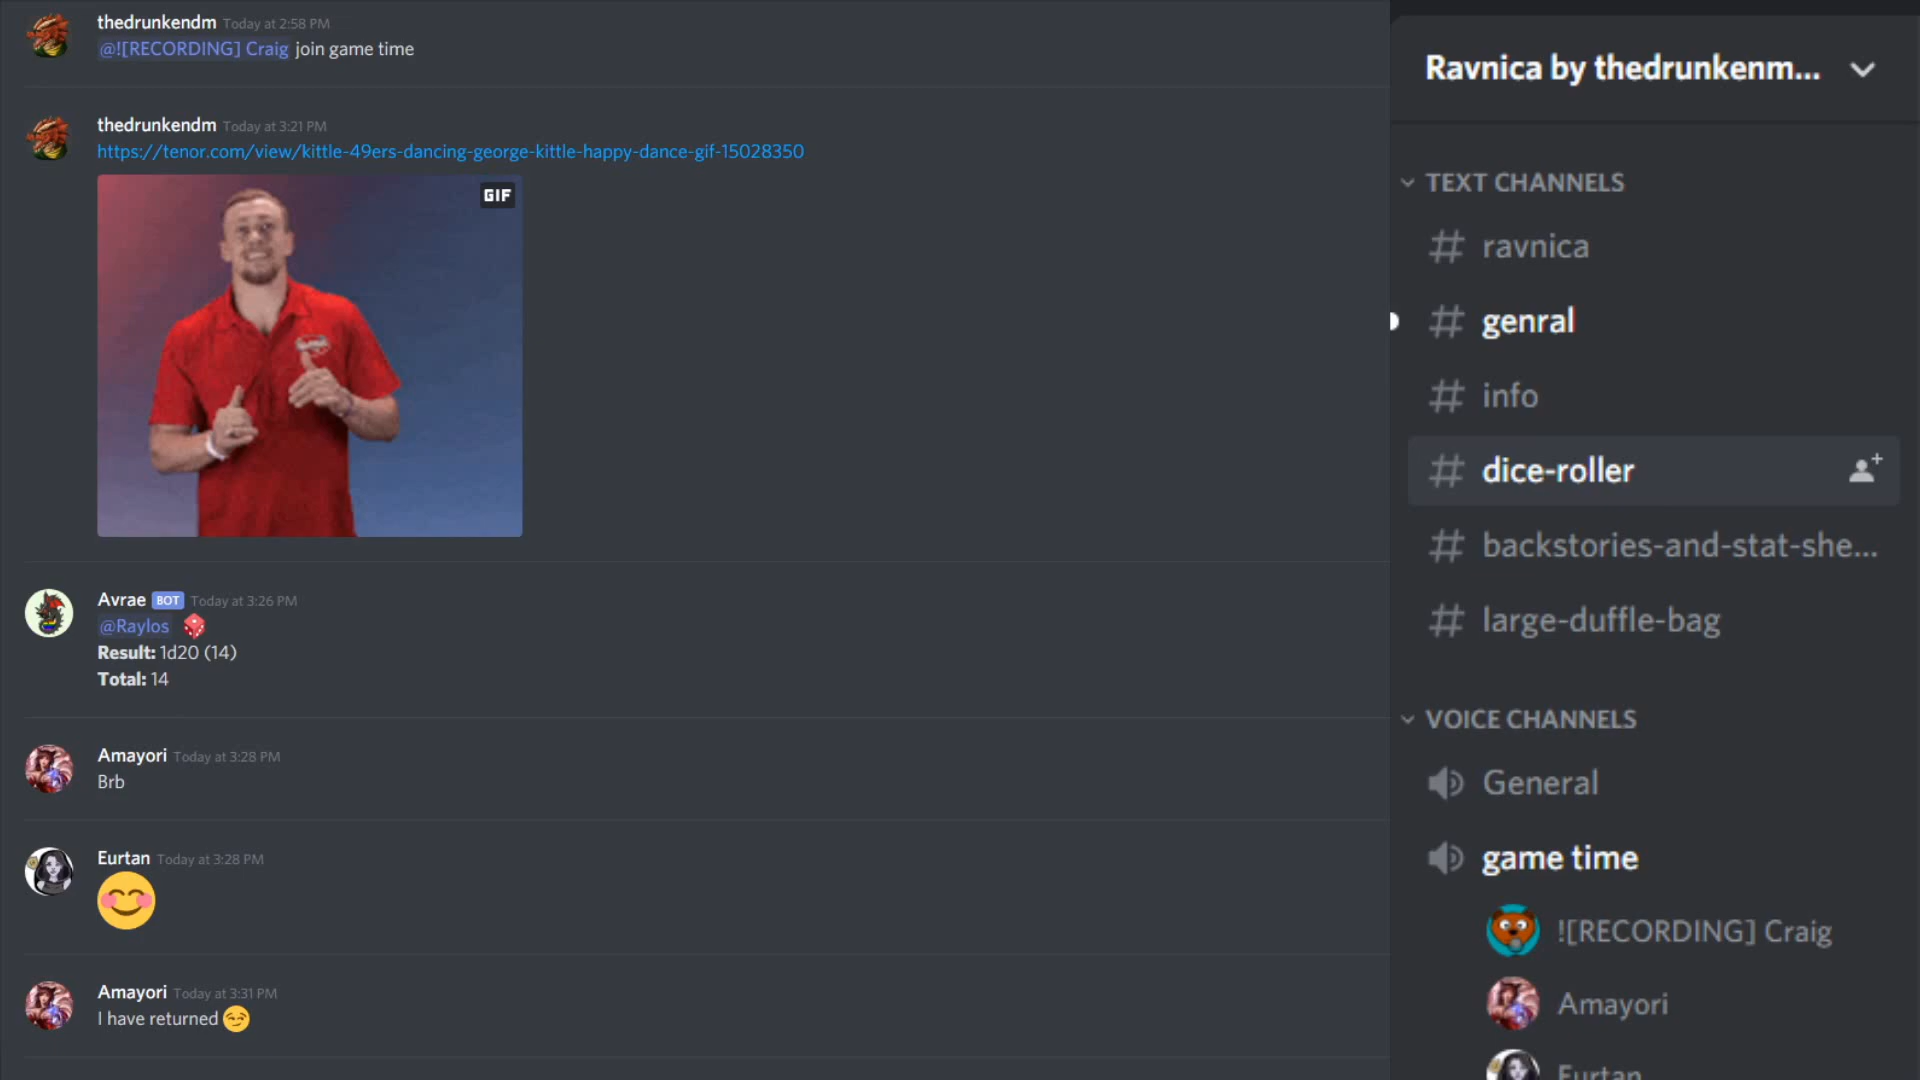 thedrunkendm Today at 2:58 PM
@![RECORDING] Craig join game time
thedrunkendm Today at 3:21 PM
https://tenor.com/view/kittle-49ers-dancing-george-kittle-happy-dance-gif-15028350
GIF
Avrae BOT Today at 3:26 PM
@Raylos
Result: 1d20 (14)
Total: 14
Amayori Today at 3:28 PM
Brb
Eurtan Today at 3:28 PM
Amayori Today at 3:31 PM
I have returned
Ravnica by thedrunkenm...
TEXT CHANNELS
# ravnica
# genral
# info
# dice-roller
# backstories-and-stat-she...
# large-duffle-bag
VOICE CHANNELS
General
game time
![RECORDING] Craig
Amayori
Eurtan